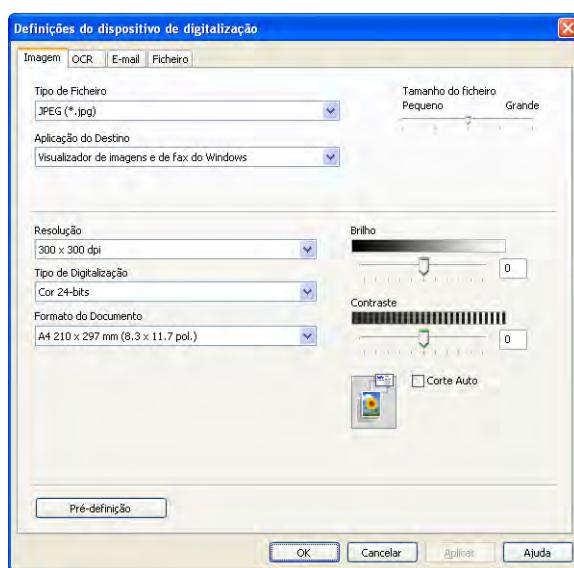 Definições do dispositivo de digitalização
Imagem OCR E-mail Ficheiro
Tipo de Ficheiro
JPEG (*.jpg)
Tamanho do ficheiro
Pequeno Grande
Aplicação do Destino
Visualizador de imagens e de fax do Windows
Resolução
300 x 300 dpi
Tipo de Digitalização
Cor 24-bits
Formato do Documento
A4 210 x 297 mm (8.3 x 11.7 pol.)
Brilho
0
Contraste
0
Corte Auto
Pré-definição
OK Cancelar Aplicar Ajuda